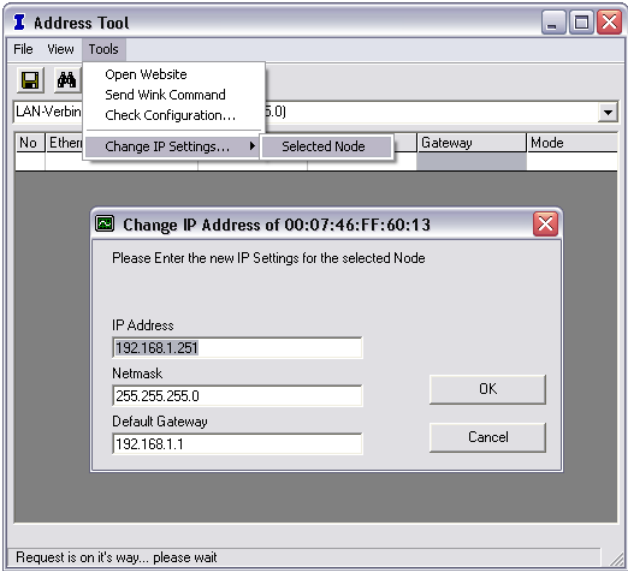 Address Tool
File View Tools
Open Website
Send Wink Command
Check Configuration...
LAN-Verbin 5.0)
Change IP Settings... Selected Node
No Ethern Gateway Mode
Change IP Address of 00:07:46:FF:60:13
Please Enter the new IP Settings for the selected Node
IP Address
192.168.1.251
Netmask
255.255.255.0
OK
Default Gateway
192.168.1.1
Cancel
Request is on it's way... please wait